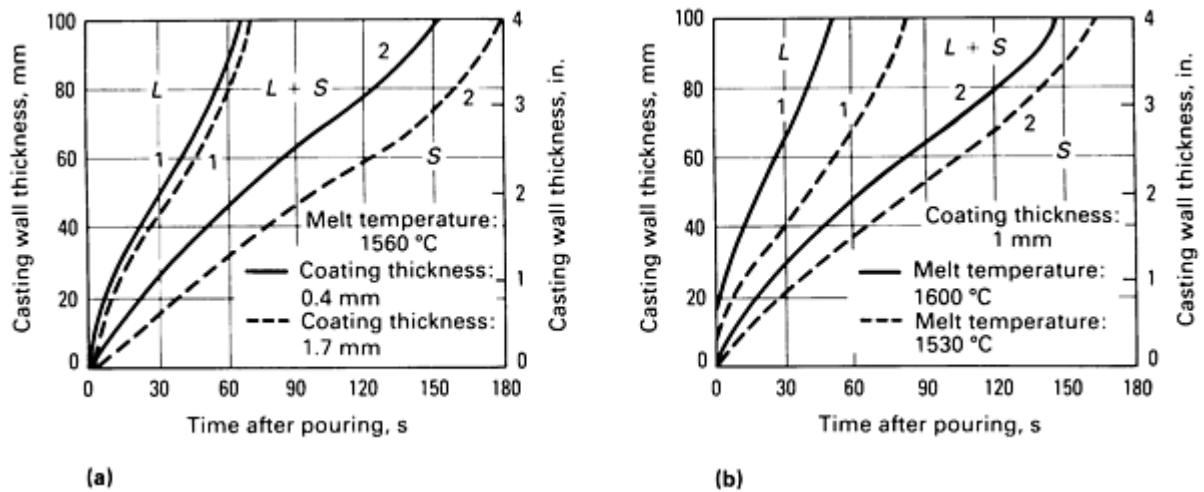 100
80
60
40
20
0
Casting wall thickness, mm
L
L + S
1
1
2
2
S
Melt temperature:
1560 °C
Coating thickness:
0.4 mm
Coating thickness:
1.7 mm
4
3
2
1
0
Casting wall thickness, in.
0 30 60 90 120 150 180
Time after pouring, s
(a)
100
80
60
40
20
0
Casting wall thickness, mm
L
L + S
1
1
2
2
S
Coating thickness:
1 mm
Melt temperature:
1600 °C
Melt temperature:
1530 °C
4
3
2
1
0
Casting wall thickness, in.
0 30 60 90 120 150 180
Time after pouring, s
(b)